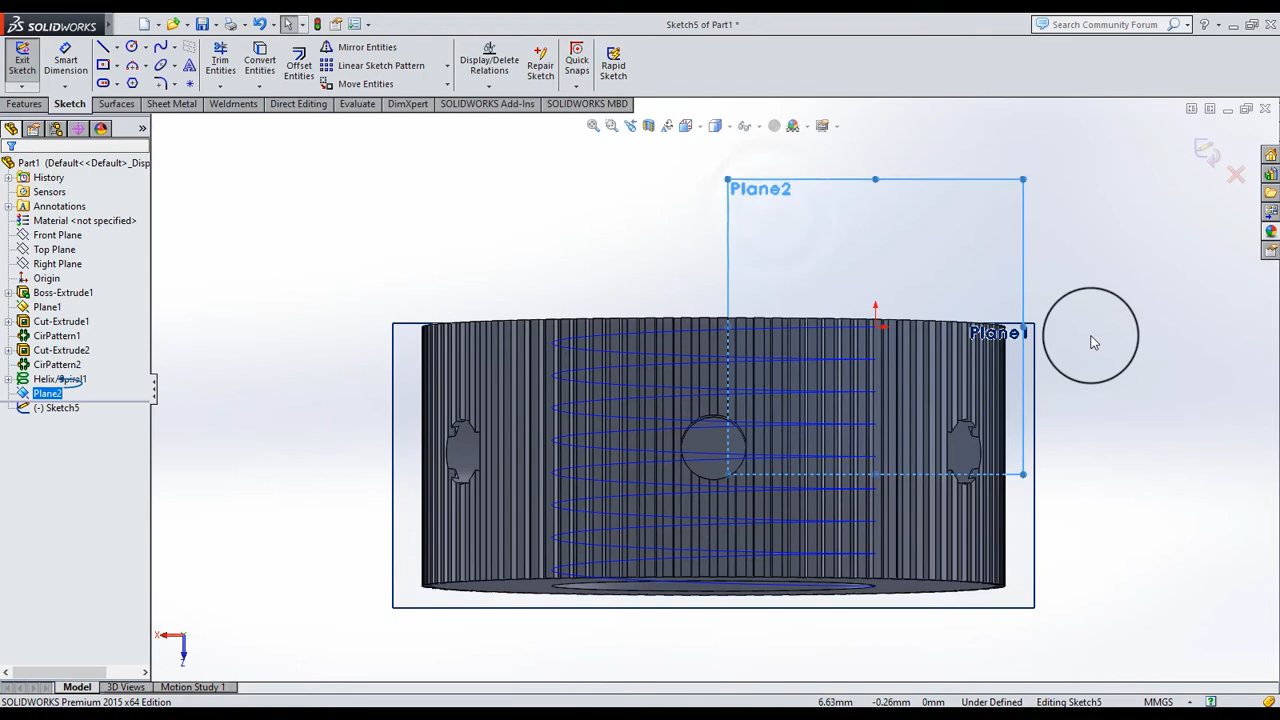 SOLIDWORKS
Sketch5 of Part1 *
Search Community Forum
Exit Sketch
Smart Dimension
Trim Entities
Convert Entities
Offset Entities
Mirror Entities
Linear Sketch Pattern
Move Entities
Display/Delete Relations
Repair Sketch
Quick Snaps
Rapid Sketch
Features
Sketch
Surfaces
Sheet Metal
Weldments
Direct Editing
Evaluate
DimXpert
SOLIDWORKS Add-Ins
SOLIDWORKS MBD
Part1 (Default<<Default>_Disp
History
Sensors
Annotations
Material <not specified>
Front Plane
Top Plane
Right Plane
Origin
Boss-Extrude1
Plane1
Cut-Extrude1
CirPattern1
Cut-Extrude2
CirPattern2
Helix/Spiral1
Plane2
(-) Sketch5
Plane2
Plane1
X
Z
Model
3D Views
Motion Study 1
SOLIDWORKS Premium 2015 x64 Edition
6.63mm
-0.26mm
0mm
Under Defined
Editing Sketch5
MMGS